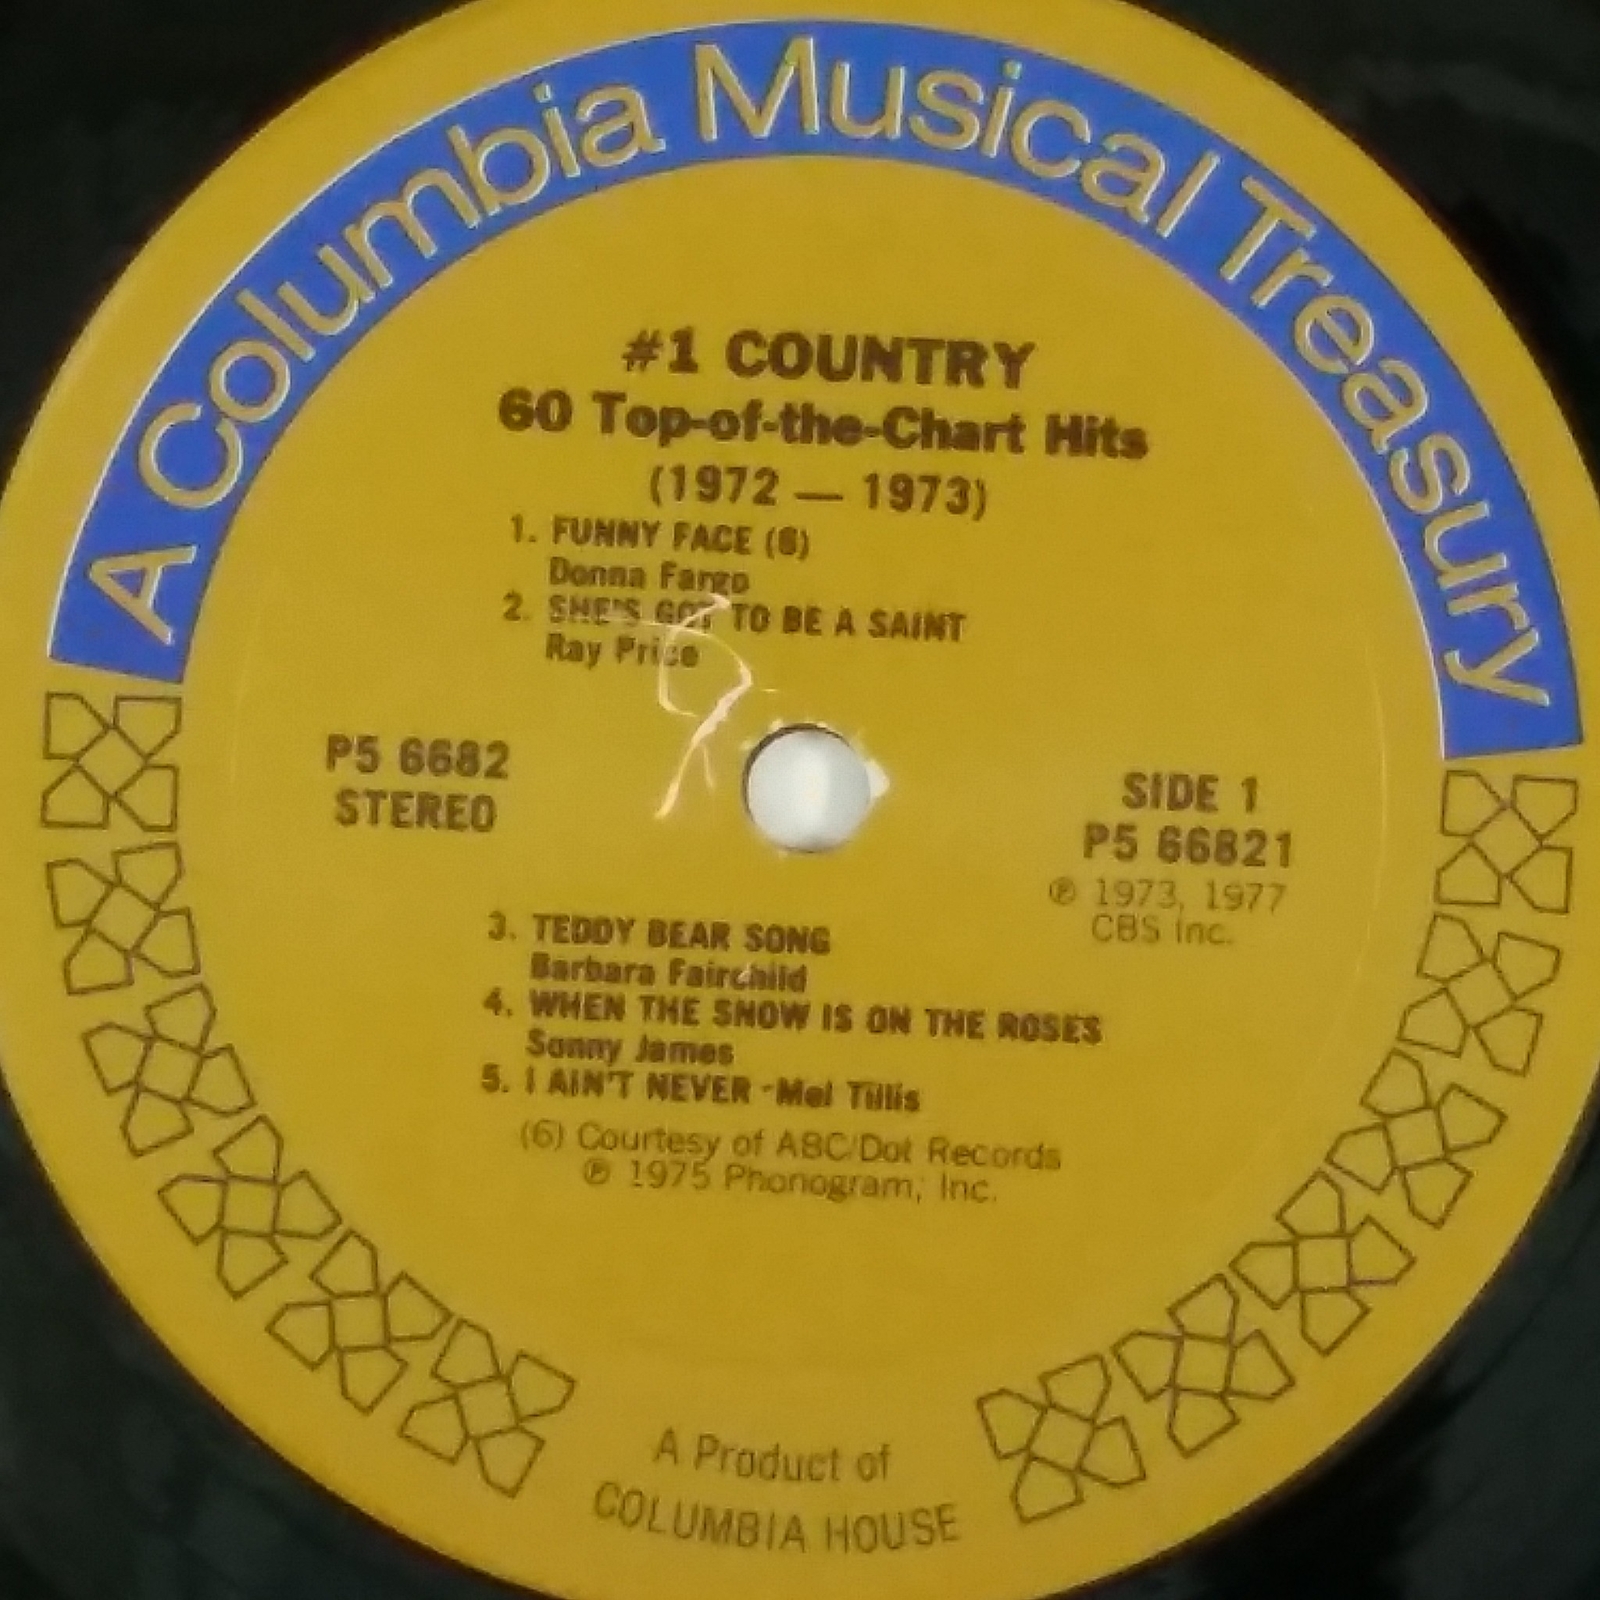 A Columbia Musical Treasury
#1 COUNTRY
60 Top-of-the-Chart Hits
(1972 — 1973)
1. FUNNY FACE (6)
Donna Fargo
2. SHE'S GOT TO BE A SAINT
Ray Price
P5 6682
STEREO
SIDE 1
P5 66821
℗ 1973, 1977
CBS Inc.
3. TEDDY BEAR SONG
Barbara Fairchild
4. WHEN THE SNOW IS ON THE ROSES
Sonny James
5. I AIN'T NEVER -Mel Tillis
(6) Courtesy of ABC/Dot Records
℗ 1975 Phonogram, Inc.
A Product of
COLUMBIA HOUSE